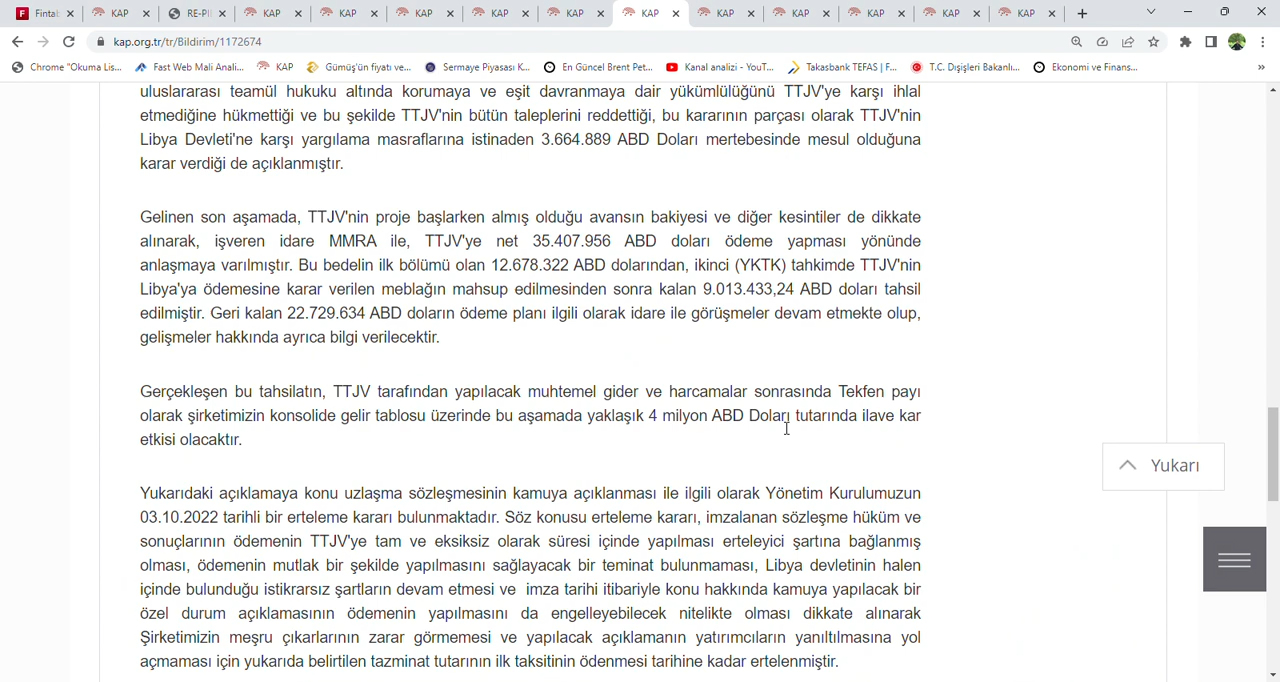 Finta
KAP
RE-PI
KAP
KAP
KAP
KAP
KAP
KAP
KAP
KAP
KAP
KAP
KAP
kap.org.tr/tr/Bildirim/1172674
Chrome "Okuma Lis...
Fast Web Mali Anali...
KAP
Gümüş'ün fiyatı ve...
Sermaye Piyasası K...
En Güncel Brent Pet...
Kanal analizi - YouT...
Takasbank TEFAS | F...
T.C. Dışişleri Bakanlı...
Ekonomi ve Finans...
»
uluslararası teamül hukuku altında korumaya ve eşit davranmaya dair yükümlülüğünü TTJV'ye karşı ihlal
etmediğine hükmettiği ve bu şekilde TTJV'nin bütün taleplerini reddettiği, bu kararının parçası olarak TTJV'nin
Libya Devleti'ne karşı yargılama masraflarına istinaden 3.664.889 ABD Doları mertebesinde mesul olduğuna
karar verdiği de açıklanmıştır.
Gelinen son aşamada, TTJV'nin proje başlarken almış olduğu avansın bakiyesi ve diğer kesintiler de dikkate
alınarak, işveren idare MMRA ile, TTJV'ye net 35.407.956 ABD doları ödeme yapması yönünde
anlaşmaya varılmıştır. Bu bedelin ilk bölümü olan 12.678.322 ABD dolarından, ikinci (YKTK) tahkimde TTJV'nin
Libya'ya ödemesine karar verilen meblağın mahsup edilmesinden sonra kalan 9.013.433,24 ABD doları tahsil
edilmiştir. Geri kalan 22.729.634 ABD doların ödeme planı ilgili olarak idare ile görüşmeler devam etmekte olup,
gelişmeler hakkında ayrıca bilgi verilecektir.
Gerçekleşen bu tahsilatın, TTJV tarafından yapılacak muhtemel gider ve harcamalar sonrasında Tekfen payı
olarak şirketimizin konsolide gelir tablosu üzerinde bu aşamada yaklaşık 4 milyon ABD Doları tutarında ilave kar
etkisi olacaktır.
Yukarı
Yukarıdaki açıklamaya konu uzlaşma sözleşmesinin kamuya açıklanması ile ilgili olarak Yönetim Kurulumuzun
03.10.2022 tarihli bir erteleme kararı bulunmaktadır. Söz konusu erteleme kararı, imzalanan sözleşme hüküm ve
sonuçlarının ödemenin TTJV'ye tam ve eksiksiz olarak süresi içinde yapılması erteleyici şartına bağlanmış
olması, ödemenin mutlak bir şekilde yapılmasını sağlayacak bir teminat bulunmaması, Libya devletinin halen
içinde bulunduğu istikrarsız şartların devam etmesi ve imza tarihi itibariyle konu hakkında kamuya yapılacak bir
özel durum açıklamasının ödemenin yapılmasını da engelleyebilecek nitelikte olması dikkate alınarak
Şirketimizin meşru çıkarlarının zarar görmemesi ve yapılacak açıklamanın yatırımcıların yanıltılmasına yol
açmaması için yukarıda belirtilen tazminat tutarının ilk taksitinin ödenmesi tarihine kadar ertelenmiştir.